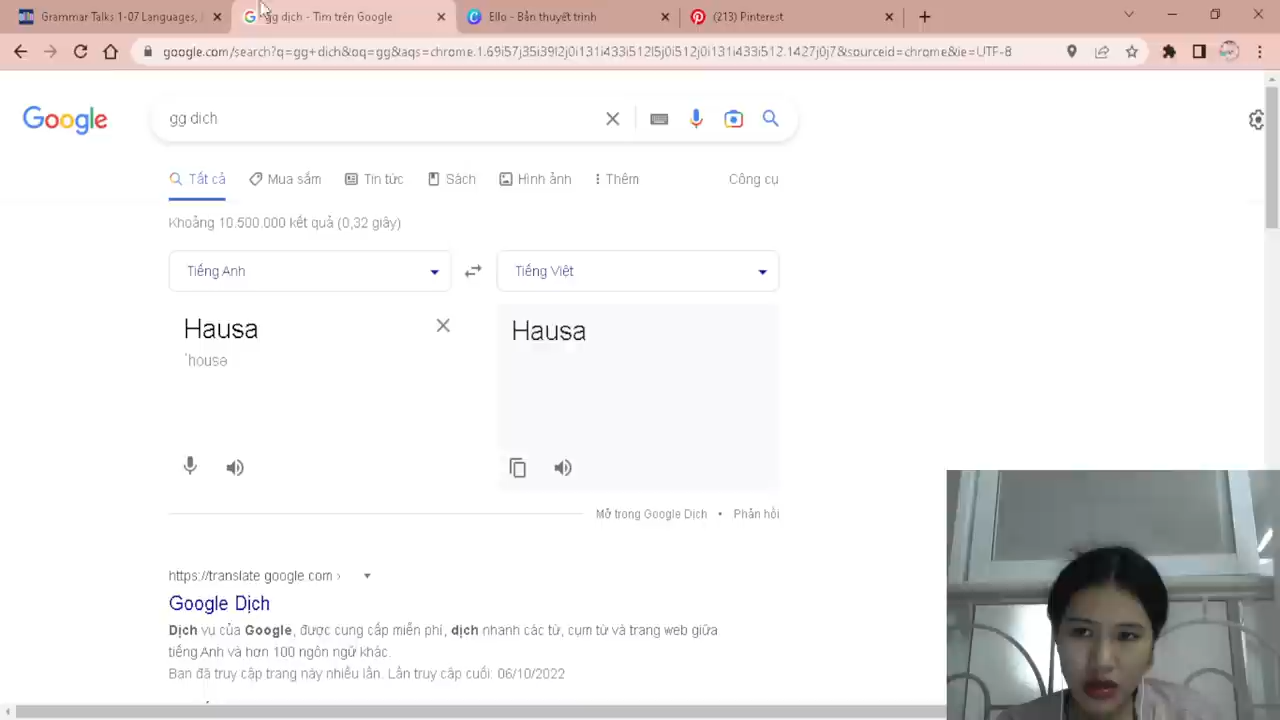 Grammar Talks 1-07 Languages,
gg dịch - Tìm trên Google
Ello - Bản thuyết trình
(213) Pinterest
google.com/search?q=gg+dich&oq=gg&aqs=chrome.1.69i57j35i39l2j0i131i433i512l5j0i512j0i131i433i512.1427j0j7&sourceid=chrome&ie=UTF-8
Google
gg dich
Tất cả
Mua sắm
Tin tức
Sách
Hình ảnh
Thêm
Công cụ
Khoảng 10.500.000 kết quả (0,32 giây)
Tiếng Anh
Tiếng Việt
Hausa
ˈhousə
Hausa
Mở trong Google Dịch • Phản hồi
https://translate.google.com ›
Google Dịch
Dịch vụ của Google, được cung cấp miễn phí, dịch nhanh các từ, cụm từ và trang web giữa
tiếng Anh và hơn 100 ngôn ngữ khác.
Bạn đã truy cập trang này nhiều lần. Lần truy cập cuối: 06/10/2022